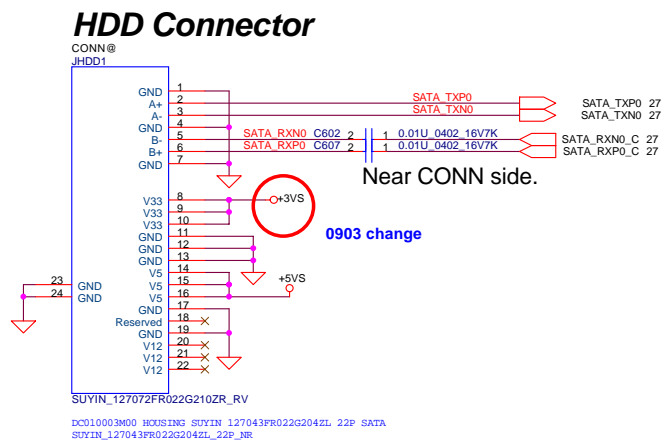 HDD Connector
CONN@
JHDD1
GND 1
A+ 2
A- 3
GND 4
B- 5
B+ 6
GND 7
SATA_TXP0 SATA_TXP0 27
SATA_TXN0 SATA_TXN0 27
SATA_RXN0 C602 2 1 0.01U_0402_16V7K SATA_RXN0_C 27
SATA_RXP0 C607 2 1 0.01U_0402_16V7K SATA_RXP0_C 27
Near CONN side.
V33 8
V33 9
V33 10
+3VS
0903 change
GND 11
GND 12
GND 13
V5 14
V5 15
V5 16
+5VS
GND 17
Reserved 18
GND 19
V12 20
V12 21
V12 22
23 GND
24 GND
SUYIN_127072FR022G210ZR_RV
DC010003M00 HOUSING SUYIN 127043FR022G204ZL 22P SATA
SUYIN_127043FR022G204ZL_22P_NR